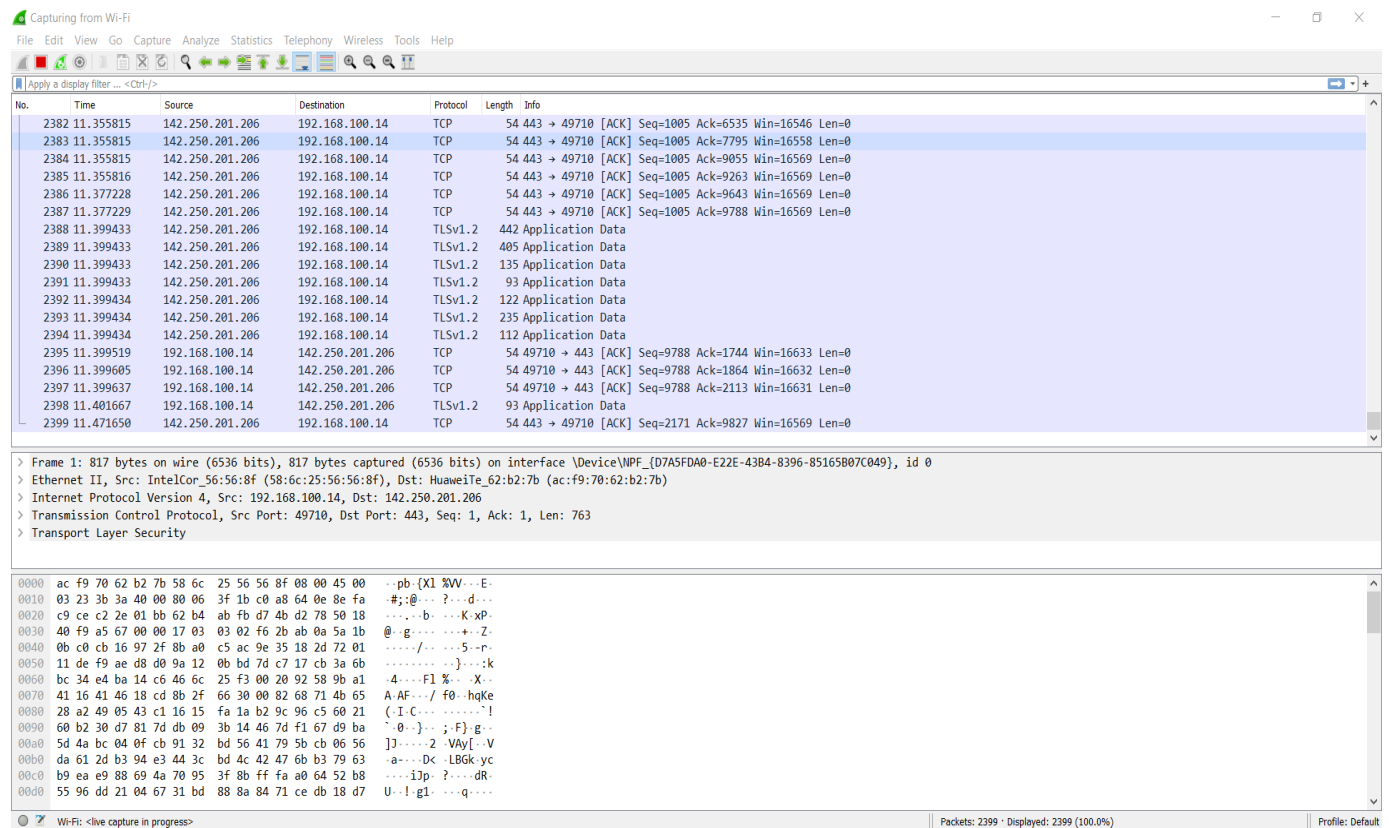 Capturing from Wi-Fi
File Edit View Go Capture Analyze Statistics Telephony Wireless Tools Help
Apply a display filter ... <Ctrl-/>
No. Time Source Destination Protocol Length Info
2382 11.355815 142.250.201.206 192.168.100.14 TCP 54 443 → 49710 [ACK] Seq=1005 Ack=6535 Win=16546 Len=0
2383 11.355815 142.250.201.206 192.168.100.14 TCP 54 443 → 49710 [ACK] Seq=1005 Ack=7795 Win=16558 Len=0
2384 11.355815 142.250.201.206 192.168.100.14 TCP 54 443 → 49710 [ACK] Seq=1005 Ack=9055 Win=16569 Len=0
2385 11.355816 142.250.201.206 192.168.100.14 TCP 54 443 → 49710 [ACK] Seq=1005 Ack=9263 Win=16569 Len=0
2386 11.377228 142.250.201.206 192.168.100.14 TCP 54 443 → 49710 [ACK] Seq=1005 Ack=9643 Win=16569 Len=0
2387 11.377229 142.250.201.206 192.168.100.14 TCP 54 443 → 49710 [ACK] Seq=1005 Ack=9788 Win=16569 Len=0
2388 11.399433 142.250.201.206 192.168.100.14 TLSv1.2 442 Application Data
2389 11.399433 142.250.201.206 192.168.100.14 TLSv1.2 405 Application Data
2390 11.399433 142.250.201.206 192.168.100.14 TLSv1.2 135 Application Data
2391 11.399433 142.250.201.206 192.168.100.14 TLSv1.2 93 Application Data
2392 11.399434 142.250.201.206 192.168.100.14 TLSv1.2 122 Application Data
2393 11.399434 142.250.201.206 192.168.100.14 TLSv1.2 235 Application Data
2394 11.399434 142.250.201.206 192.168.100.14 TLSv1.2 112 Application Data
2395 11.399519 192.168.100.14 142.250.201.206 TCP 54 49710 → 443 [ACK] Seq=9788 Ack=1744 Win=16633 Len=0
2396 11.399605 192.168.100.14 142.250.201.206 TCP 54 49710 → 443 [ACK] Seq=9788 Ack=1864 Win=16632 Len=0
2397 11.399637 192.168.100.14 142.250.201.206 TCP 54 49710 → 443 [ACK] Seq=9788 Ack=2113 Win=16631 Len=0
2398 11.401667 192.168.100.14 142.250.201.206 TLSv1.2 93 Application Data
2399 11.471650 142.250.201.206 192.168.100.14 TCP 54 443 → 49710 [ACK] Seq=2171 Ack=9827 Win=16569 Len=0
> Frame 1: 817 bytes on wire (6536 bits), 817 bytes captured (6536 bits) on interface \Device\NPF_{D7A5FDA0-E22E-43B4-8396-85165B07C049}, id 0
> Ethernet II, Src: IntelCor_56:56:8f (58:6c:25:56:56:8f), Dst: HuaweiTe_62:b2:7b (ac:f9:70:62:b2:7b)
> Internet Protocol Version 4, Src: 192.168.100.14, Dst: 142.250.201.206
> Transmission Control Protocol, Src Port: 49710, Dst Port: 443, Seq: 1, Ack: 1, Len: 763
> Transport Layer Security
0000 ac f9 70 62 b2 7b 58 6c 25 56 56 8f 08 00 45 00 ··pb·{Xl %VV···E·
0010 03 23 3b 3a 40 00 80 06 3f 1b c0 a8 64 0e 8e fa ·#;:@··· ?···d···
0020 c9 ce c2 2e 01 bb 62 b4 ab fb d7 4b d2 78 50 18 ···.··b· ···K·xP·
0030 40 f9 a5 67 00 00 17 03 03 02 f6 2b ab 0a 5a 1b @··g···· ···+··Z·
0040 0b c0 cb 16 97 2f 8b a0 c5 ac 9e 35 18 2d 72 01 ·····/·· ···5·-r·
0050 11 de f9 ae d8 d0 9a 12 0b bd 7d dc c7 17 cb 3a 6b ········ ··}···:k
0060 bc 34 e4 ba 14 c6 46 6c 25 f3 00 20 92 58 9b a1 ·4····Fl %·· ·X··
0070 41 16 41 46 18 cd 8b 2f 66 30 00 82 68 71 4b 65 A·AF···/ f0··hqKe
0080 28 a2 49 05 43 c1 16 15 fa 1a b2 9c 96 c5 60 21 (·I·C··· ······`!
0090 60 b2 30 d7 81 7d db 09 3b 14 46 7d f1 67 d9 ba `·0··}·· ;·F}·g··
00a0 5d 4a bc 04 0f cb 91 32 bd 56 41 79 5b cb 06 56 ]J·····2 ·VAy[··V
00b0 da 61 2d b3 94 e3 44 3c bd 4c 42 47 6b b3 79 63 ·a-···D< ·LBGk·yc
00c0 b9 ea e9 88 69 4a 70 95 3f 8b ff fa a0 64 52 b8 ····iJp· ?····dR·
00d0 55 96 dd 21 04 67 31 bd 88 8a 84 71 ce db 18 d7 U··!·g1· ···q····
Wi-Fi: <live capture in progress>
Packets: 2399 · Displayed: 2399 (100.0%)
Profile: Default